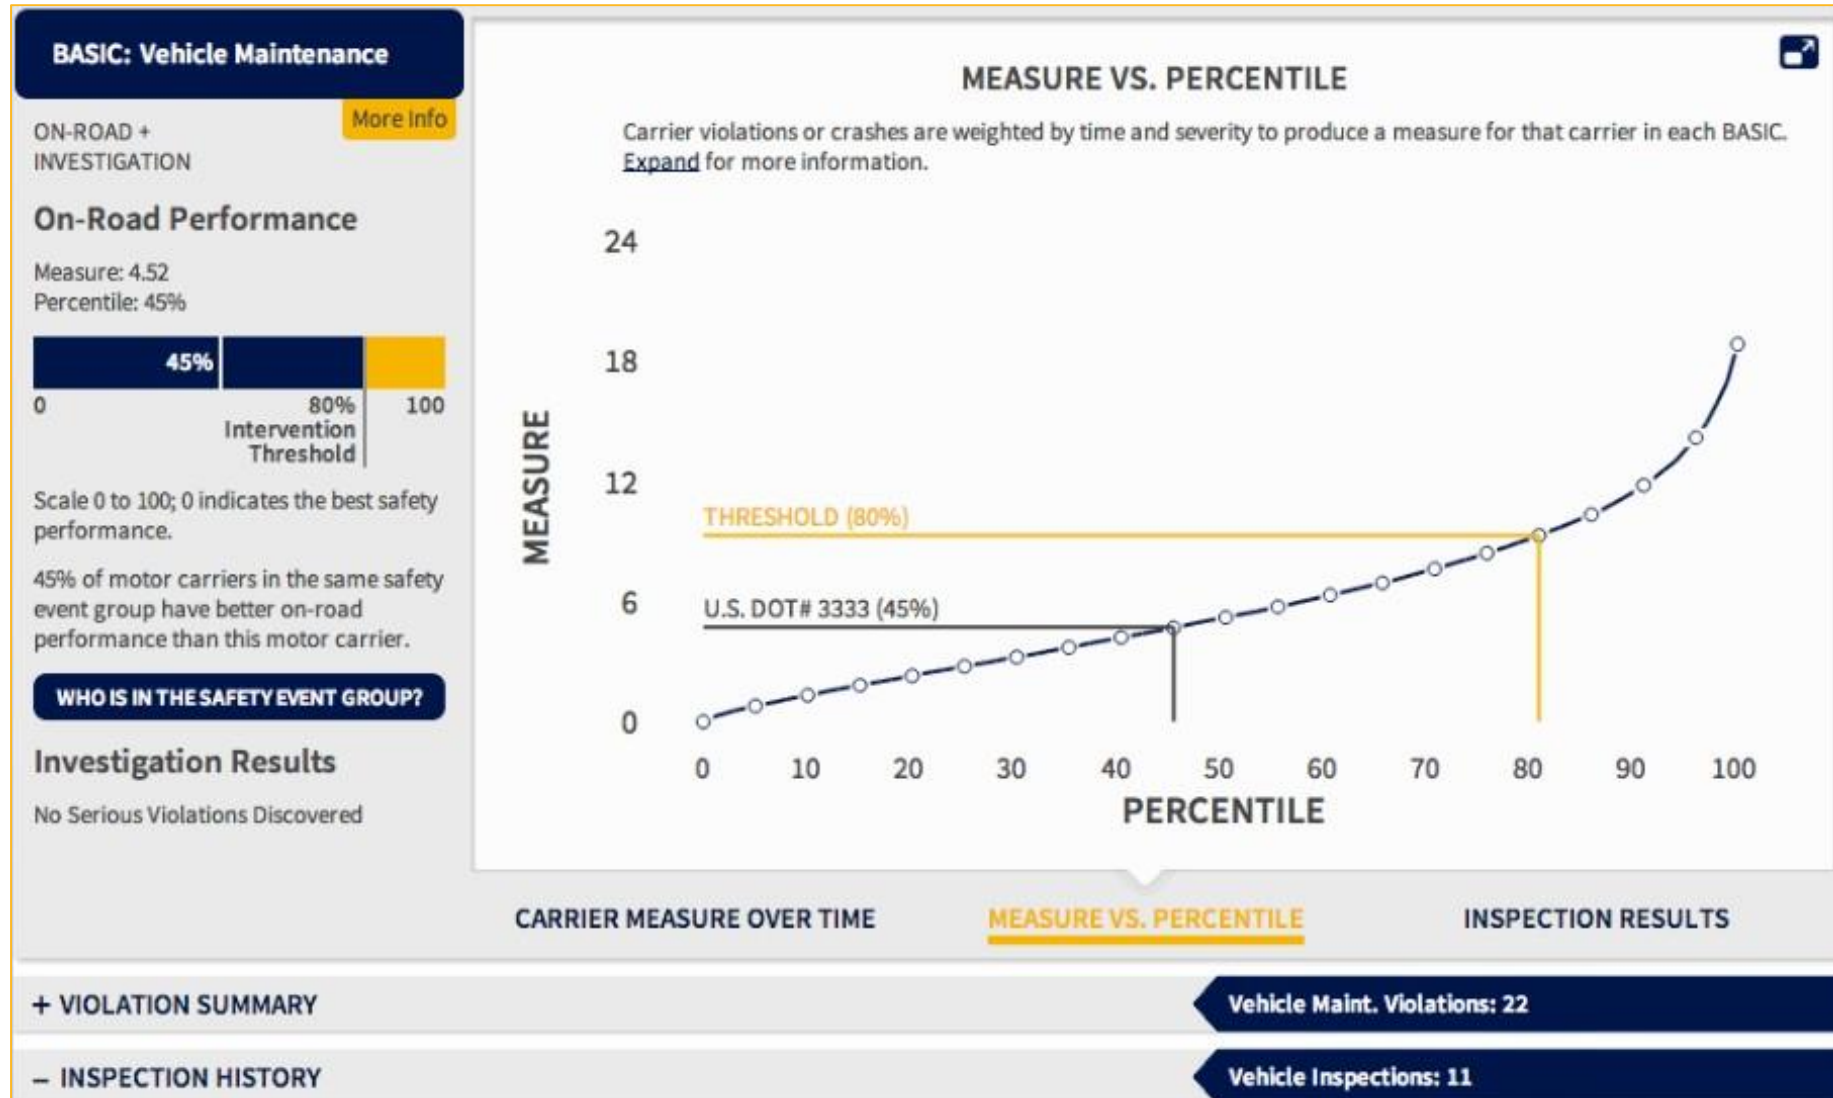 BASIC: Vehicle Maintenance
More Info
ON-ROAD +
INVESTIGATION
On-Road Performance
Measure: 4.52
Percentile: 45%
45%
0 80% 100
Intervention
Threshold
Scale 0 to 100; 0 indicates the best safety
performance.
45% of motor carriers in the same safety
event group have better on-road
performance than this motor carrier.
WHO IS IN THE SAFETY EVENT GROUP?
Investigation Results
No Serious Violations Discovered
MEASURE VS. PERCENTILE
Carrier violations or crashes are weighted by time and severity to produce a measure for that carrier in each BASIC.
Expand for more information.
MEASURE
24
18
12
6
0
THRESHOLD (80%)
U.S. DOT# 3333 (45%)
0 10 20 30 40 50 60 70 80 90 100
PERCENTILE
CARRIER MEASURE OVER TIME
MEASURE VS. PERCENTILE
INSPECTION RESULTS
+ VIOLATION SUMMARY
Vehicle Maint. Violations: 22
– INSPECTION HISTORY
Vehicle Inspections: 11